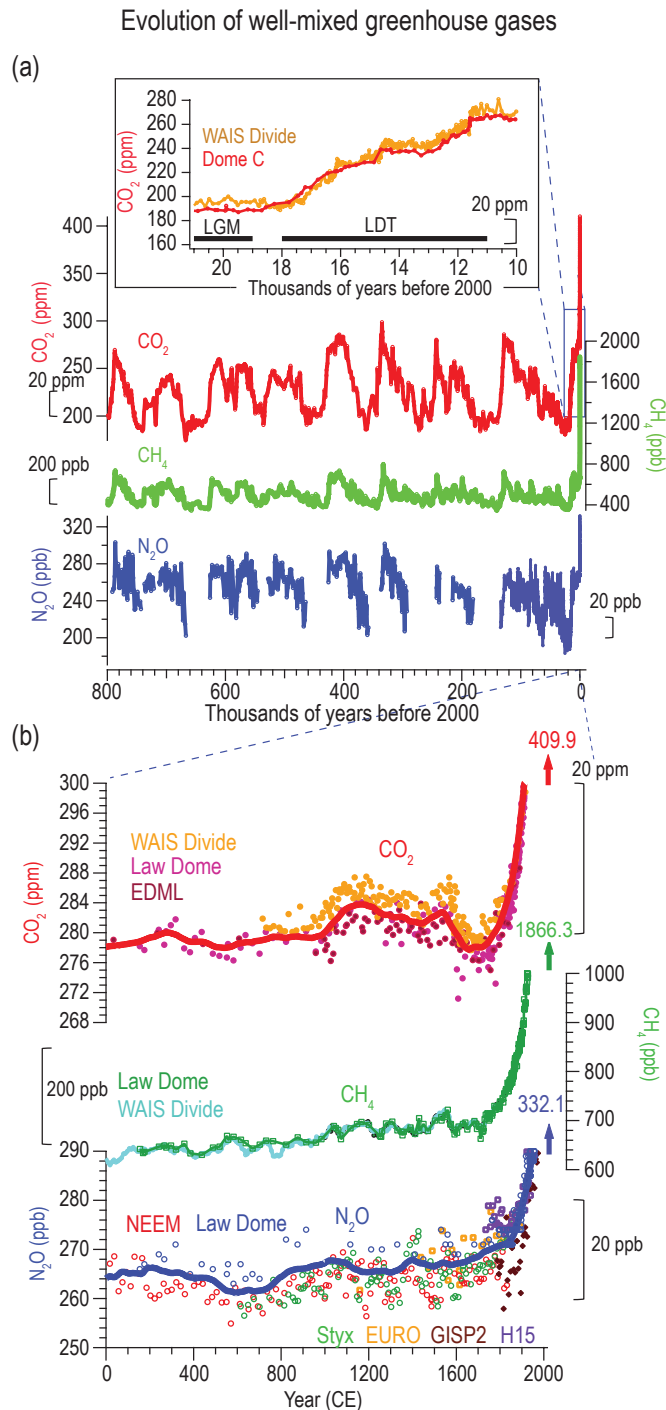 Evolution of well-mixed greenhouse gases
(a)
280
260
240
220
200
180
160
CO2 (ppm)
WAIS Divide
Dome C
20 ppm
LGM
LDT
20
18
16
14
12
10
Thousands of years before 2000
400
350
300
250
200
CO2 (ppm)
CO2
20 ppm
2000
1600
1200
800
400
CH4 (ppb)
CH4
200 ppb
320
280
240
200
N2O (ppb)
N2O
20 ppb
800
600
400
200
0
Thousands of years before 2000
(b)
409.9
20 ppm
300
298
296
292
288
284
280
276
272
268
CO2 (ppm)
WAIS Divide
Law Dome
EDML
CO2
1866.3
1000
900
800
700
600
CH4 (ppb)
200 ppb
Law Dome
WAIS Divide
CH4
332.1
290
280
270
260
250
N2O (ppb)
NEEM
Law Dome
N2O
20 ppb
Styx
EURO
GISP2
H15
0
400
800
1200
1600
2000
Year (CE)